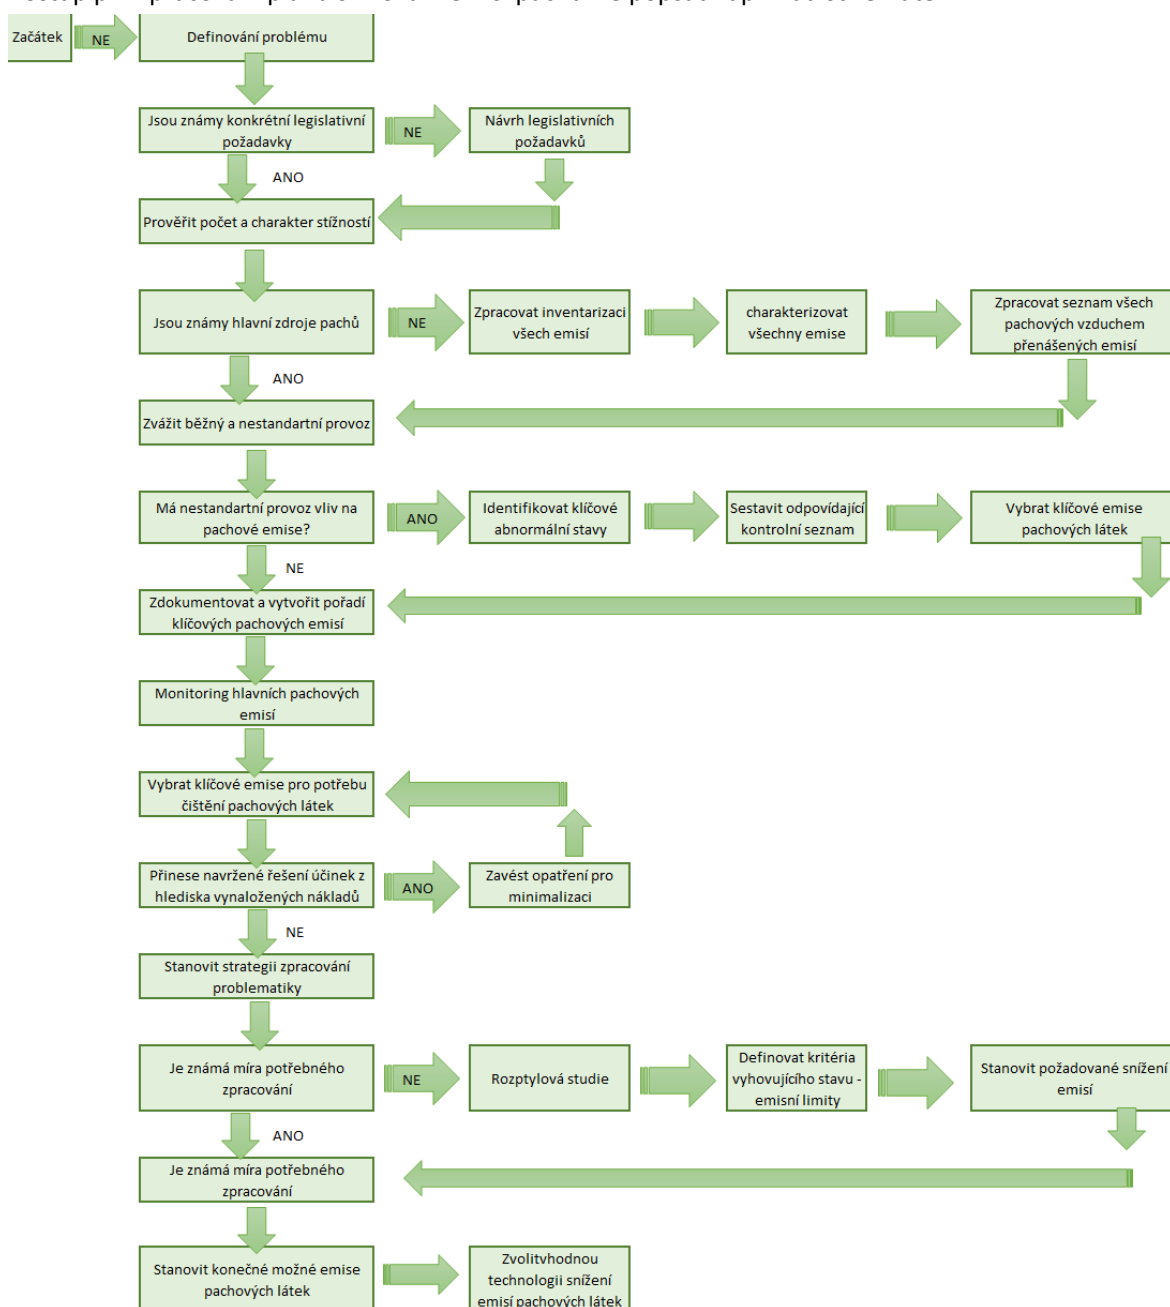 Začátek
NE
Definování problému
Jsou známy konkrétní legislativní
požadavky
NE
Návrh legislativních
požadavků
ANO
Prověřit počet a charakter stížností
Jsou známy hlavní zdroje pachů
NE
Zpracovat inventarizaci
všech emisí
charakterizovat
všechny emise
Zpracovat seznam všech
pachových vzduchem
přenášených emisí
ANO
Zvážit běžný a nestandartní provoz
Má nestandartní provoz vliv na
pachové emise?
ANO
Identifikovat klíčové
abnormální stavy
Sestavit odpovídající
kontrolní seznam
Vybrat klíčové emise
pachových látek
NE
Zdokumentovat a vytvořit pořadí
klíčových pachových emisí
Monitoring hlavních pachových
emisí
Vybrat klíčové emise pro potřebu
čištění pachových látek
Přinese navržené řešení účinek z
hlediska vynaložených nákladů
ANO
Zavést opatření pro
minimalizaci
NE
Stanovit strategii zpracování
problematiky
Je známá míra potřebného
zpracování
NE
Rozptylová studie
Definovat kritéria
vyhovujícího stavu -
emisní limity
Stanovit požadované snížení
emisí
ANO
Je známá míra potřebného
zpracování
Stanovit konečné možné emise
pachových látek
Zvolitvhodnou
technologii snížení
emisí pachových látek